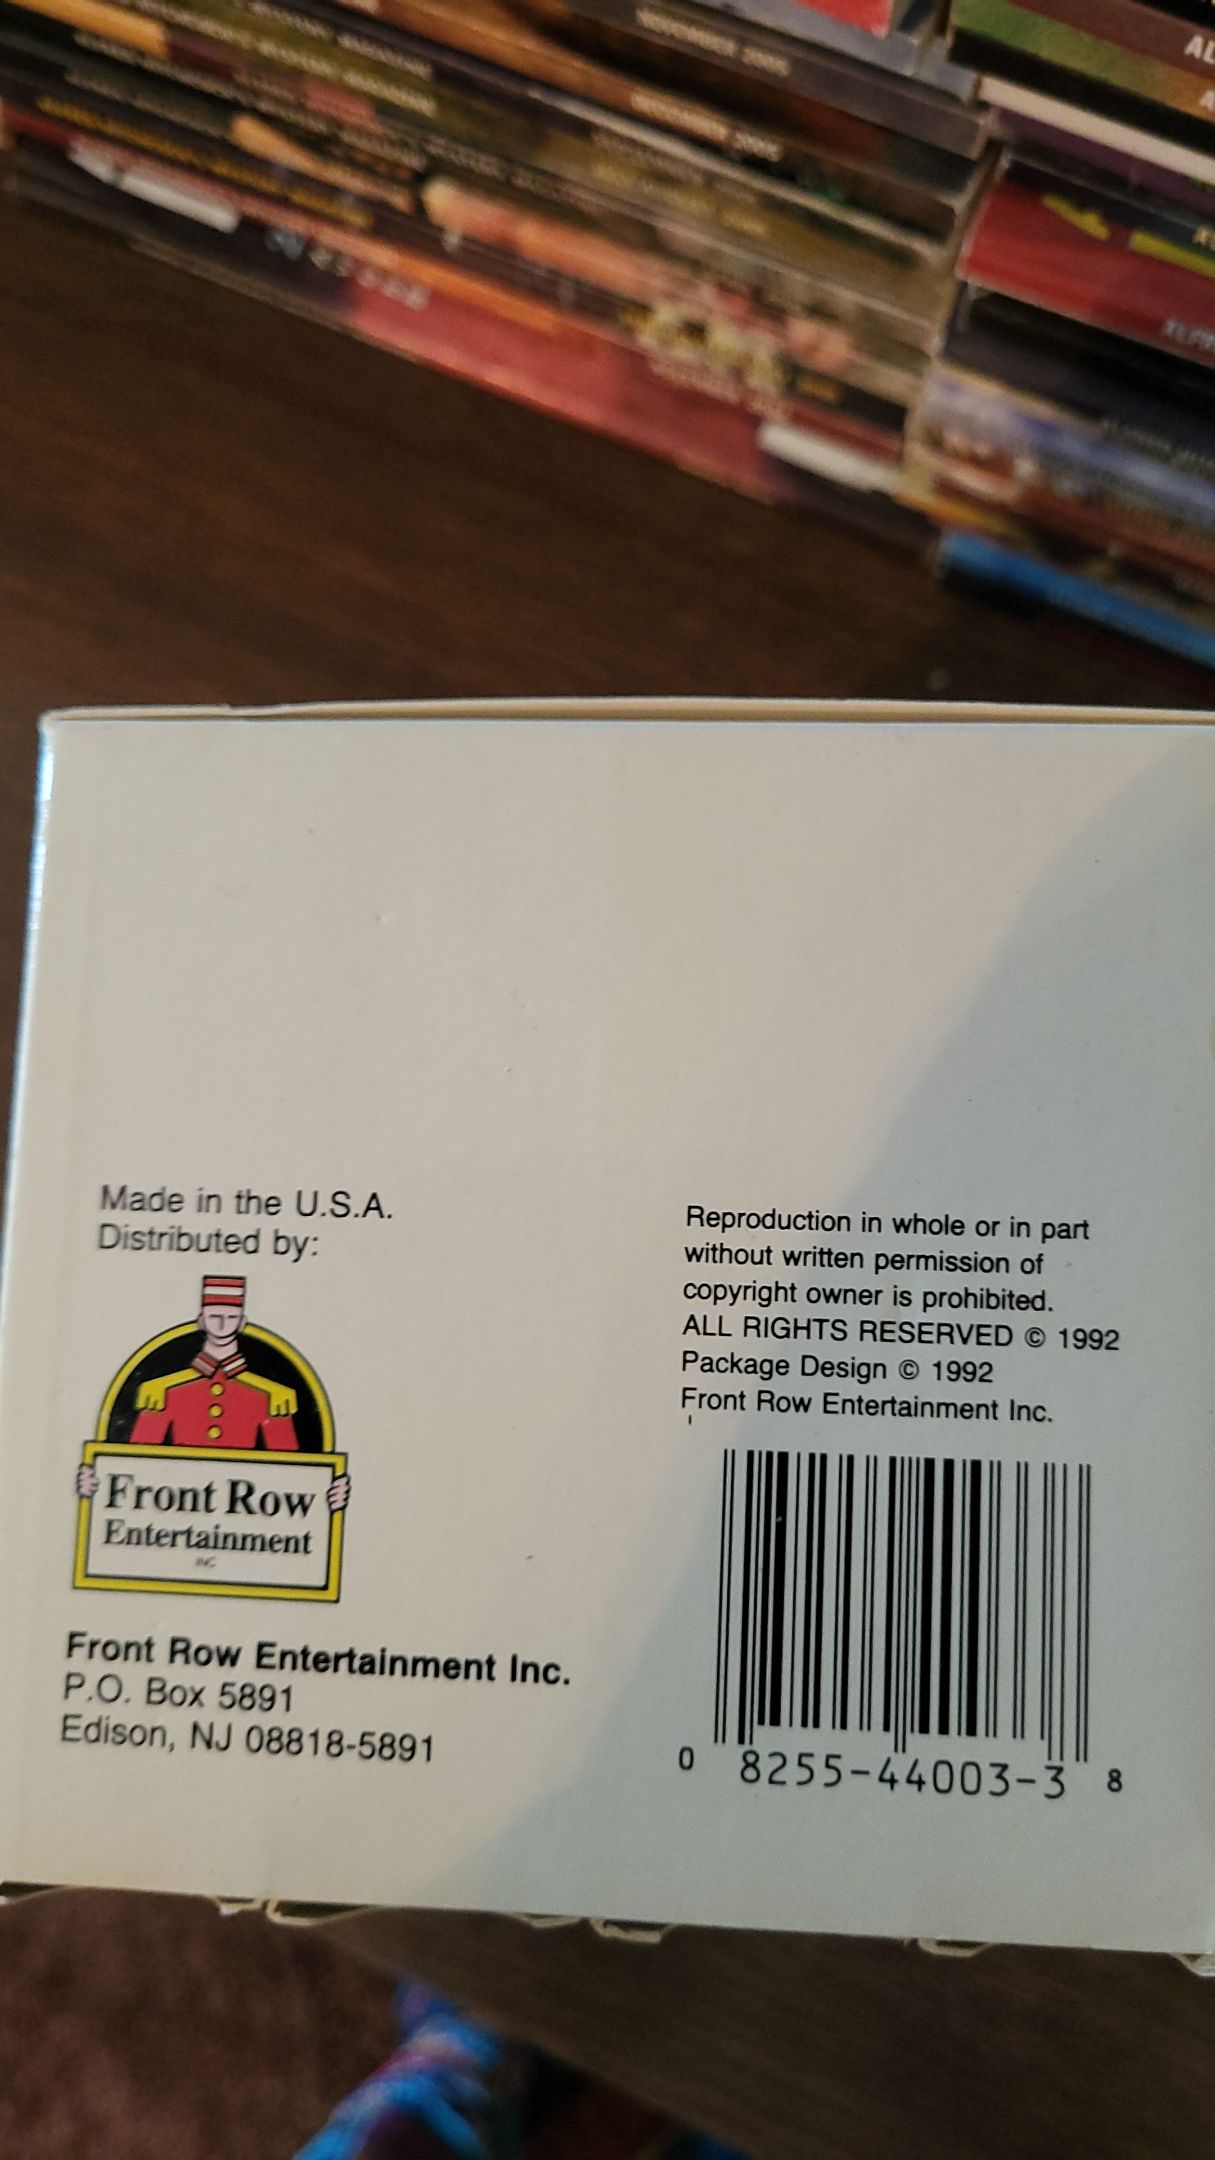 NOVEMBER 2005
Made in the U.S.A.
Distributed by:
Front Row
Entertainment
INC
Front Row Entertainment Inc.
P.O. Box 5891
Edison, NJ 08818-5891
Reproduction in whole or in part
without written permission of
copyright owner is prohibited.
ALL RIGHTS RESERVED © 1992
Package Design © 1992
Front Row Entertainment Inc.
0 8255-44003-3 8